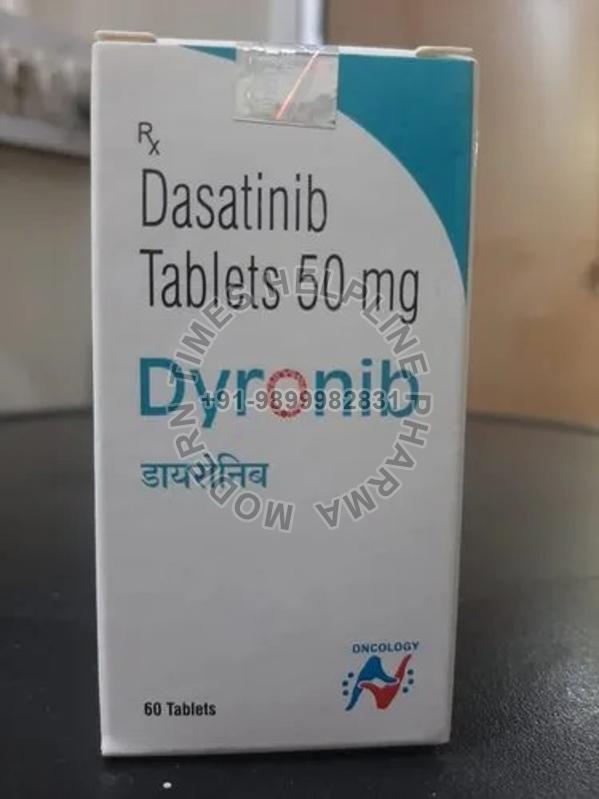 Rx
Dasatinib
Tablets 50 mg
Dyronib
डायरोनिब
MODERN TIMES HELPLINE PHARMA
+91-9899982831
ONCOLOGY
60 Tablets